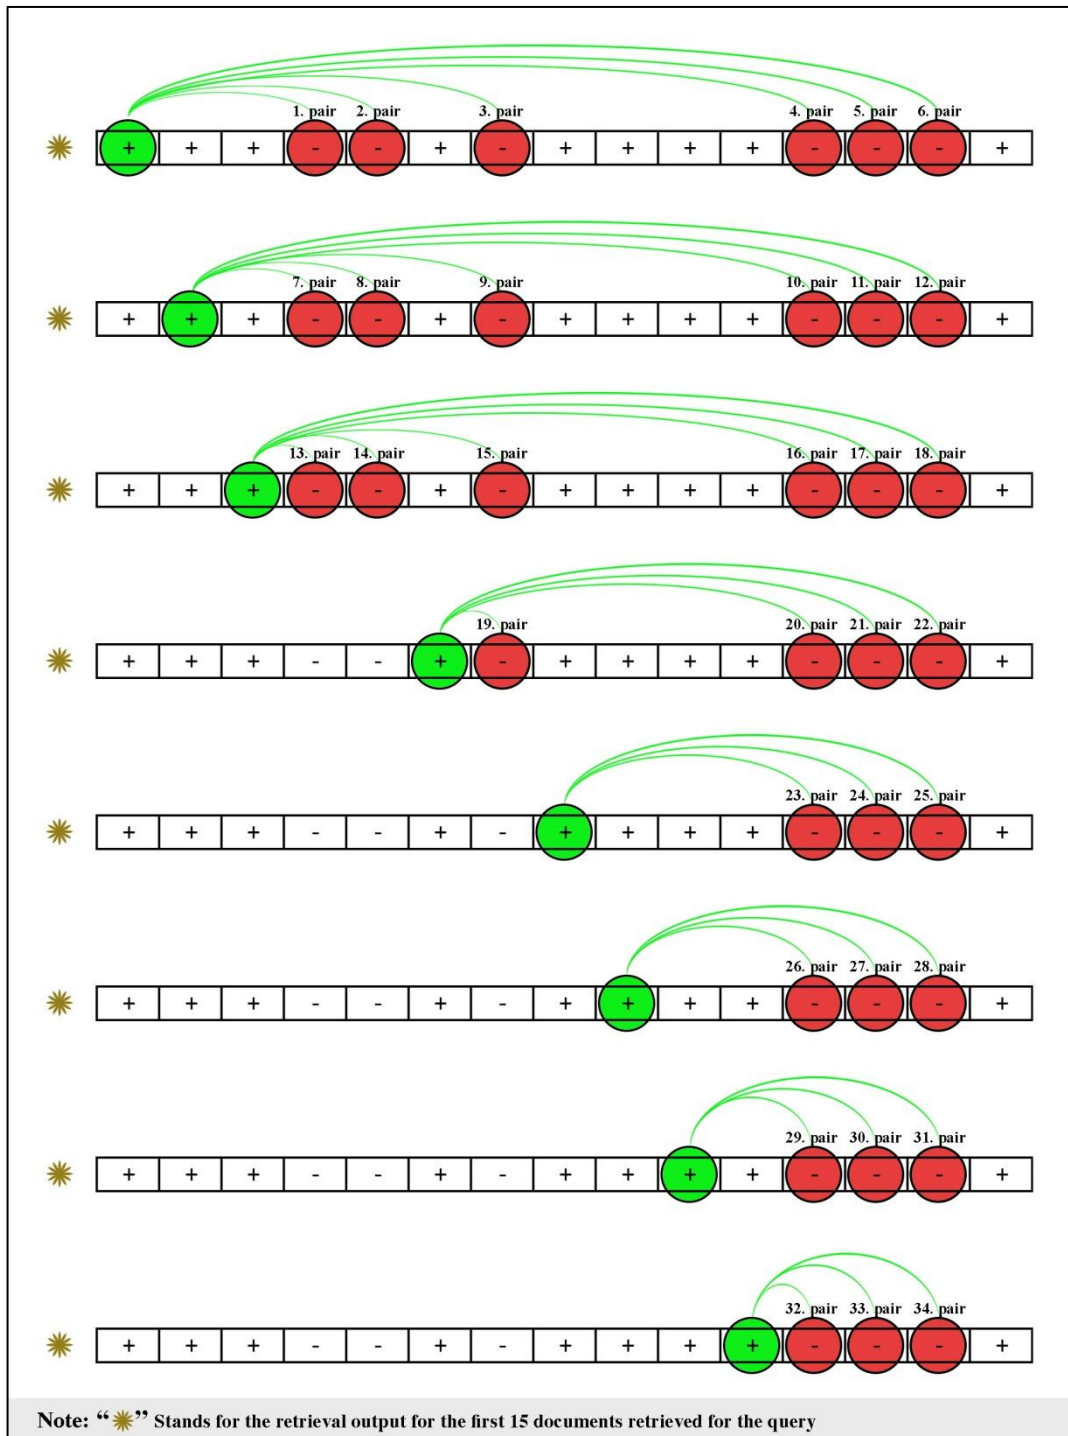 1. pair 2. pair 3. pair 4. pair 5. pair 6. pair
+ + + - - + - + + + + - - - +
7. pair 8. pair 9. pair 10. pair 11. pair 12. pair
+ + + - - + - + + + + - - - +
13. pair 14. pair 15. pair 16. pair 17. pair 18. pair
+ + + - - + - + + + + - - - +
19. pair 20. pair 21. pair 22. pair
+ + + - - + - + + + + - - - +
23. pair 24. pair 25. pair
+ + + - - + - + + + + - - - +
26. pair 27. pair 28. pair
+ + + - - + - + + + + - - - +
29. pair 30. pair 31. pair
+ + + - - + - + + + + - - - +
32. pair 33. pair 34. pair
+ + + - - + - + + + + - - - +
Note: “✹” Stands for the retrieval output for the first 15 documents retrieved for the query